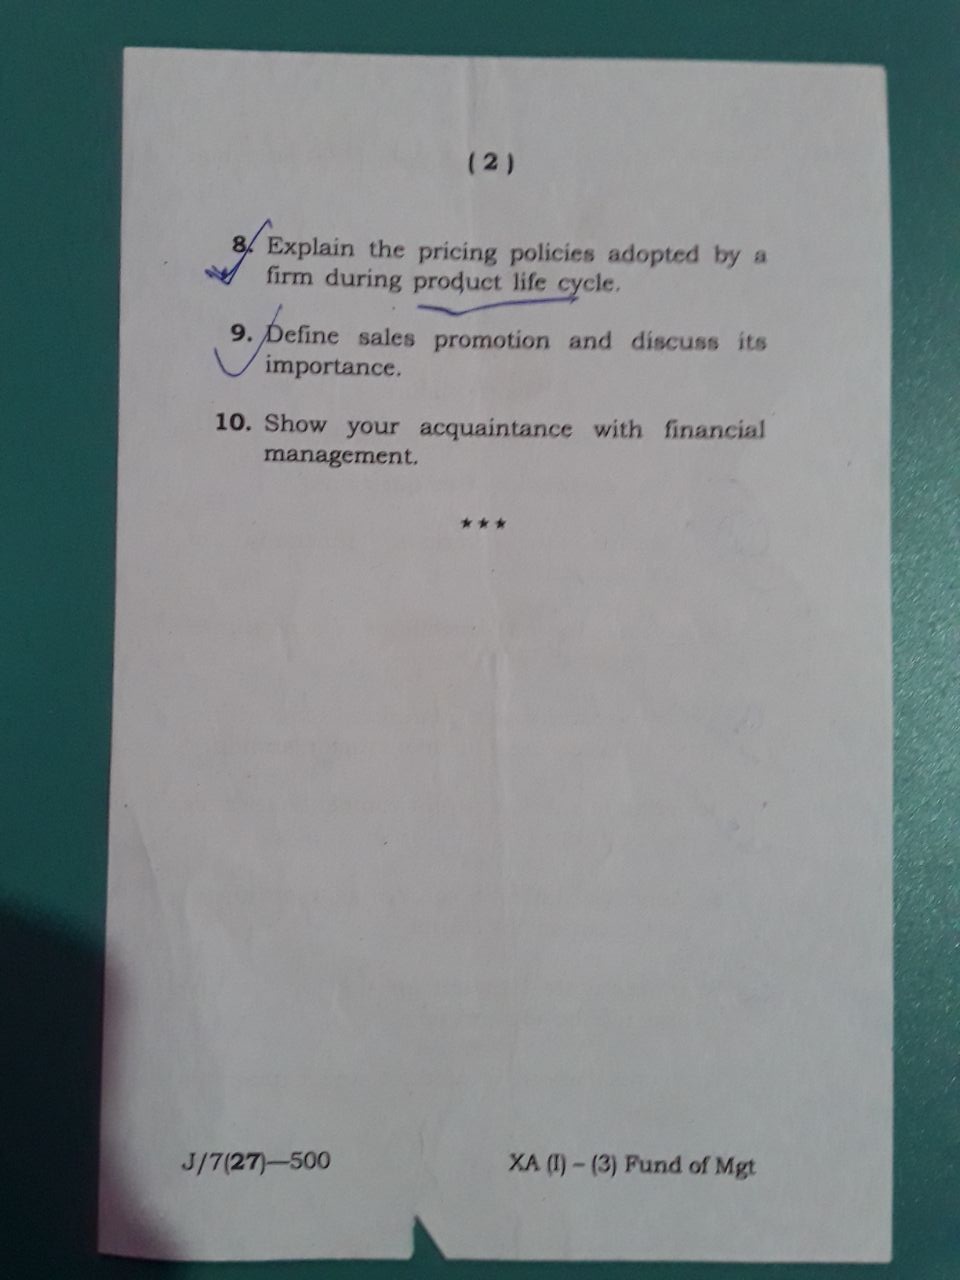 ( 2 )
8. Explain the pricing policies adopted by a
firm during product life cycle.
9. Define sales promotion and discuss its
importance.
10. Show your acquaintance with financial
management.
★★★
J/7(27)—500 XA (I) – (3) Fund of Mgt